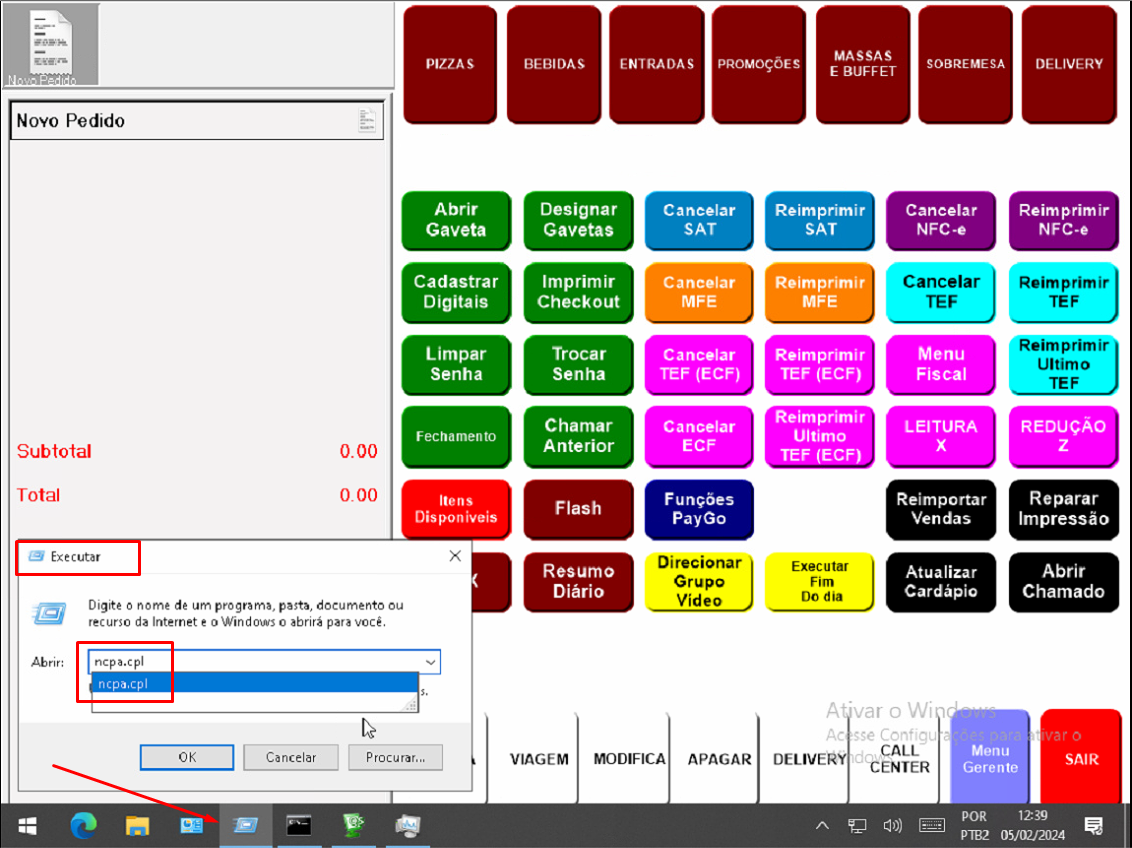 Novo Pedido
Novo Pedido
Subtotal 0.00
Total 0.00
PIZZAS
BEBIDAS
ENTRADAS
PROMOÇÕES
MASSAS
E BUFFET
SOBREMESA
DELIVERY
Abrir
Gaveta
Designar
Gavetas
Cancelar
SAT
Reimprimir
SAT
Cancelar
NFC-e
Reimprimir
NFC-e
Cadastrar
Digitais
Imprimir
Checkout
Cancelar
MFE
Reimprimir
MFE
Cancelar
TEF
Reimprimir
TEF
Limpar
Senha
Trocar
Senha
Cancelar
TEF (ECF)
Reimprimir
TEF (ECF)
Menu
Fiscal
Reimprimir
Ultimo
TEF
Fechamento
Chamar
Anterior
Cancelar
ECF
Reimprimir
Ultimo
TEF (ECF)
LEITURA
X
REDUÇÃO
Z
Itens
Disponíveis
Flash
Funções
PayGo
Reimportar
Vendas
Reparar
Impressão
X
Resumo
Diário
Direcionar
Grupo
Vídeo
Executar
Fim
Do dia
Atualizar
Cardápio
Abrir
Chamado
Executar
Digite o nome de um programa, pasta, documento ou
recurso da Internet e o Windows o abrirá para você.
Abrir: ncpa.cpl
ncpa.cpl
s.
OK
Cancelar
Procurar...
A
VIAGEM
MODIFICA
APAGAR
DELIVERY
CALL
CENTER
Menu
Gerente
SAIR
Ativar o Windows
Acesse Configurações para ativar o
Windows.
POR
PTB2
12:39
05/02/2024